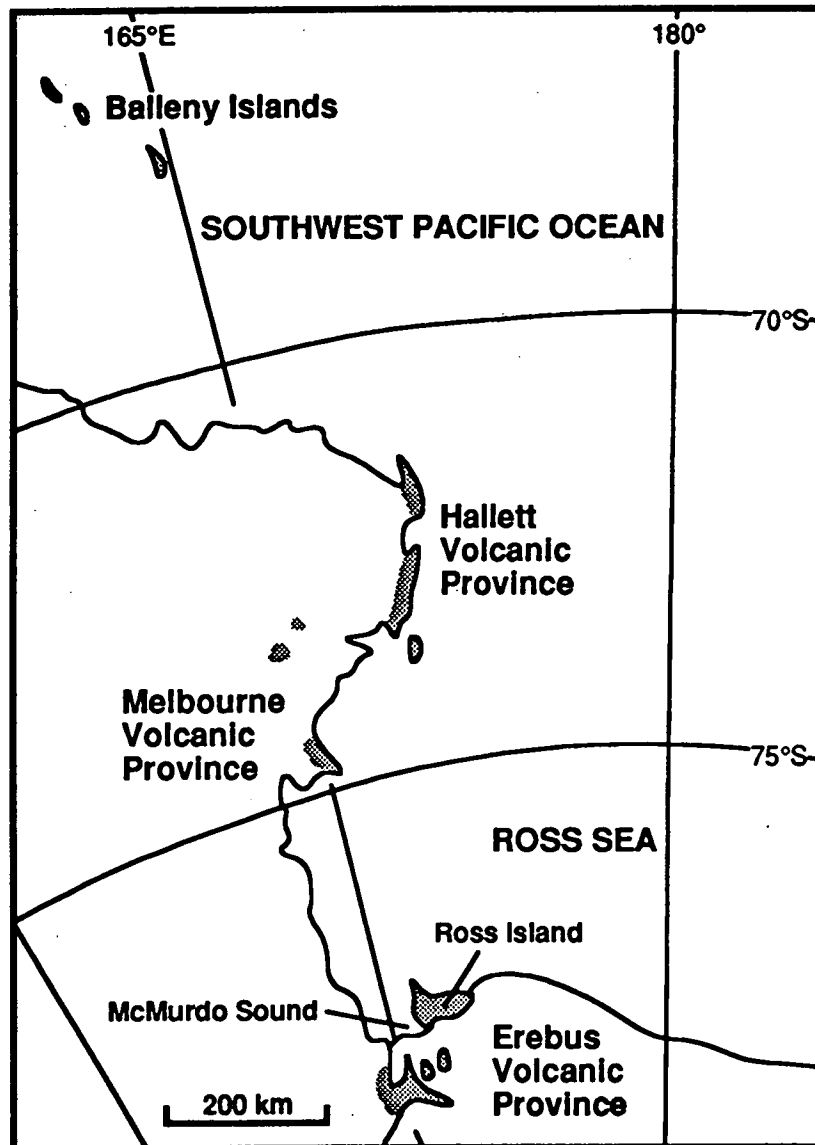 165°E
180°
Balleny Islands
SOUTHWEST PACIFIC OCEAN
70°S
Hallett
Volcanic
Province
Melbourne
Volcanic
Province
75°S
ROSS SEA
Ross Island
McMurdo Sound
Erebus
Volcanic
Province
200 km